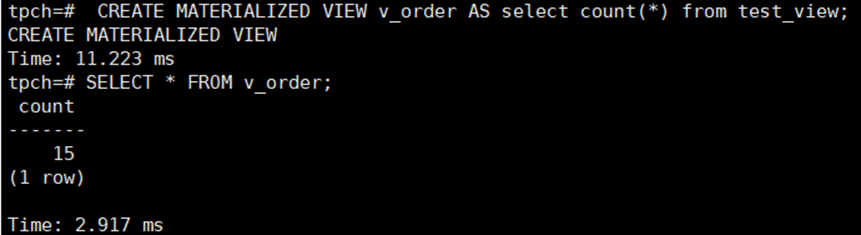 tpch=#  CREATE MATERIALIZED VIEW v_order AS select count(*) from test_view;
CREATE MATERIALIZED VIEW
Time: 11.223 ms
tpch=# SELECT * FROM v_order;
 count
-------
    15
(1 row)

Time: 2.917 ms